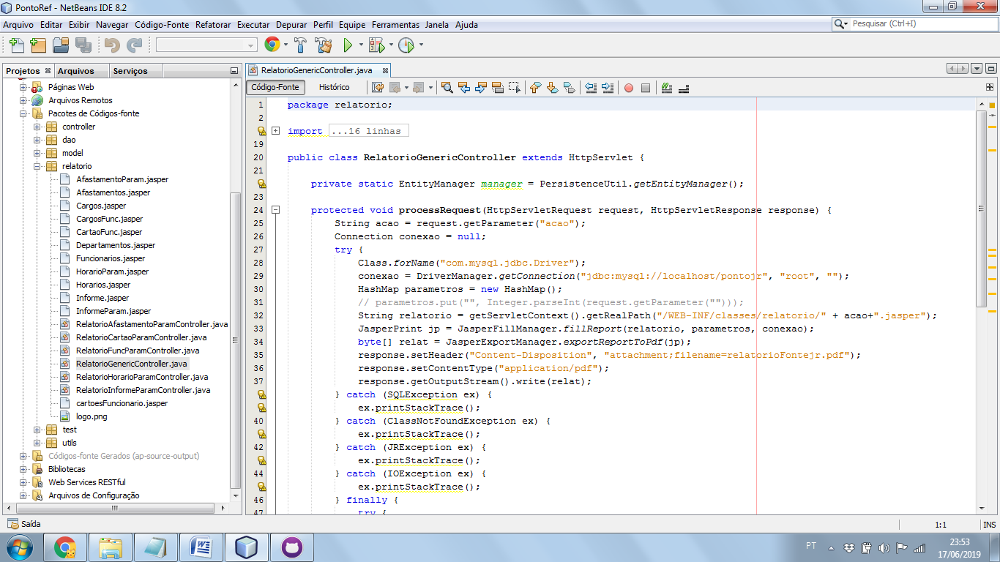 PontoRef - NetBeans IDE 8.2
Arquivo Editar Exibir Navegar Código-Fonte Refatorar Executar Depurar Perfil Equipe Ferramentas Janela Ajuda
Pesquisar (Ctrl+I)
Projetos Arquivos Serviços
Páginas Web
Arquivos Remotos
Pacotes de Códigos-fonte
controller
dao
model
relatorio
AfastamentoParam.jasper
Afastamentos.jasper
Cargos.jasper
CargosFunc.jasper
CartaoFunc.jasper
Departamentos.jasper
Funcionarios.jasper
HorarioParam.jasper
Horarios.jasper
Informe.jasper
InformeParam.jasper
RelatorioAfastamentoParamController.java
RelatorioCartaoParamController.java
RelatorioFuncParamController.java
RelatorioGenericController.java
RelatorioHorarioParamController.java
RelatorioInformeParamController.java
cartoesFuncionario.jasper
logo.png
test
utils
Códigos-fonte Gerados (ap-source-output)
Bibliotecas
Web Services RESTful
Arquivos de Configuração
RelatorioGenericController.java
Código-Fonte Histórico
1 package relatorio;
2
import ...16 linhas
19
20 public class RelatorioGenericController extends HttpServlet {
21
private static EntityManager manager = PersistenceUtil.getEntityManager();
23
24 protected void processRequest(HttpServletRequest request, HttpServletResponse response) {
25 String acao = request.getParameter("acao");
26 Connection conexao = null;
27 try {
28 Class.forName("com.mysql.jdbc.Driver");
29 conexao = DriverManager.getConnection("jdbc:mysql://localhost/pontojr", "root", "");
30 HashMap parametros = new HashMap();
31 // parametros.put("", Integer.parseInt(request.getParameter("")));
32 String relatorio = getServletContext().getRealPath("/WEB-INF/classes/relatorio/" + acao+".jasper");
33 JasperPrint jp = JasperFillManager.fillReport(relatorio, parametros, conexao);
34 byte[] relat = JasperExportManager.exportReportToPdf(jp);
35 response.setHeader("Content-Disposition", "attachment;filename=relatorioFontejr.pdf");
36 response.setContentType("application/pdf");
37 response.getOutputStream().write(relat);
} catch (SQLException ex) {
ex.printStackTrace();
40 } catch (ClassNotFoundException ex) {
ex.printStackTrace();
42 } catch (JRException ex) {
ex.printStackTrace();
44 } catch (IOException ex) {
ex.printStackTrace();
46 } finally {
47 try {
Saída
1:1 INS
PT
23:53
17/06/2019